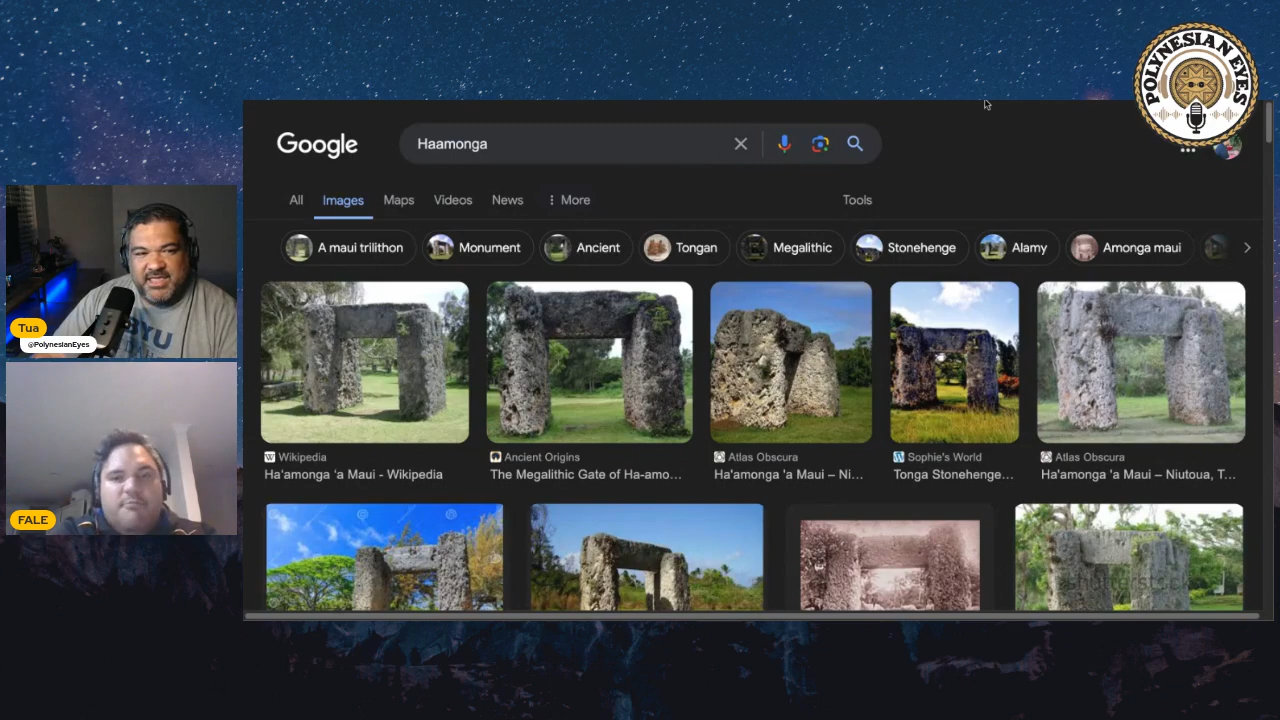 POLYNESIAN EYES
Google
Haamonga
All Images Maps Videos News More Tools
A maui trilithon Monument Ancient Tongan Megalithic Stonehenge Alamy Amonga maui
BYU
Tua
@PolynesianEyes
Wikipedia
Ha'amonga 'a Maui - Wikipedia
Ancient Origins
The Megalithic Gate of Ha-amo...
Atlas Obscura
Ha'amonga 'a Maui – Ni...
Sophie's World
Tonga Stonehenge...
Atlas Obscura
Ha'amonga 'a Maui – Niutoua, T...
FALE
shutterstock